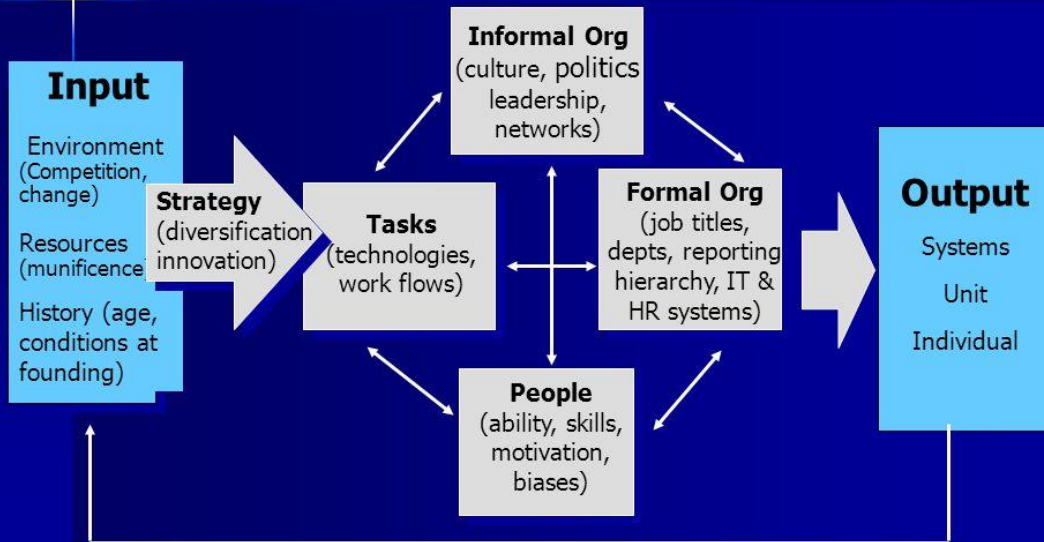 Input
Environment
(Competition,
change)
Resources
(munificence)
History (age,
conditions at
founding)
Strategy
(diversification
innovation)
Tasks
(technologies,
work flows)
Informal Org
(culture, politics
leadership,
networks)
Formal Org
(job titles,
depts, reporting
hierarchy, IT &
HR systems)
People
(ability, skills,
motivation,
biases)
Output
Systems
Unit
Individual